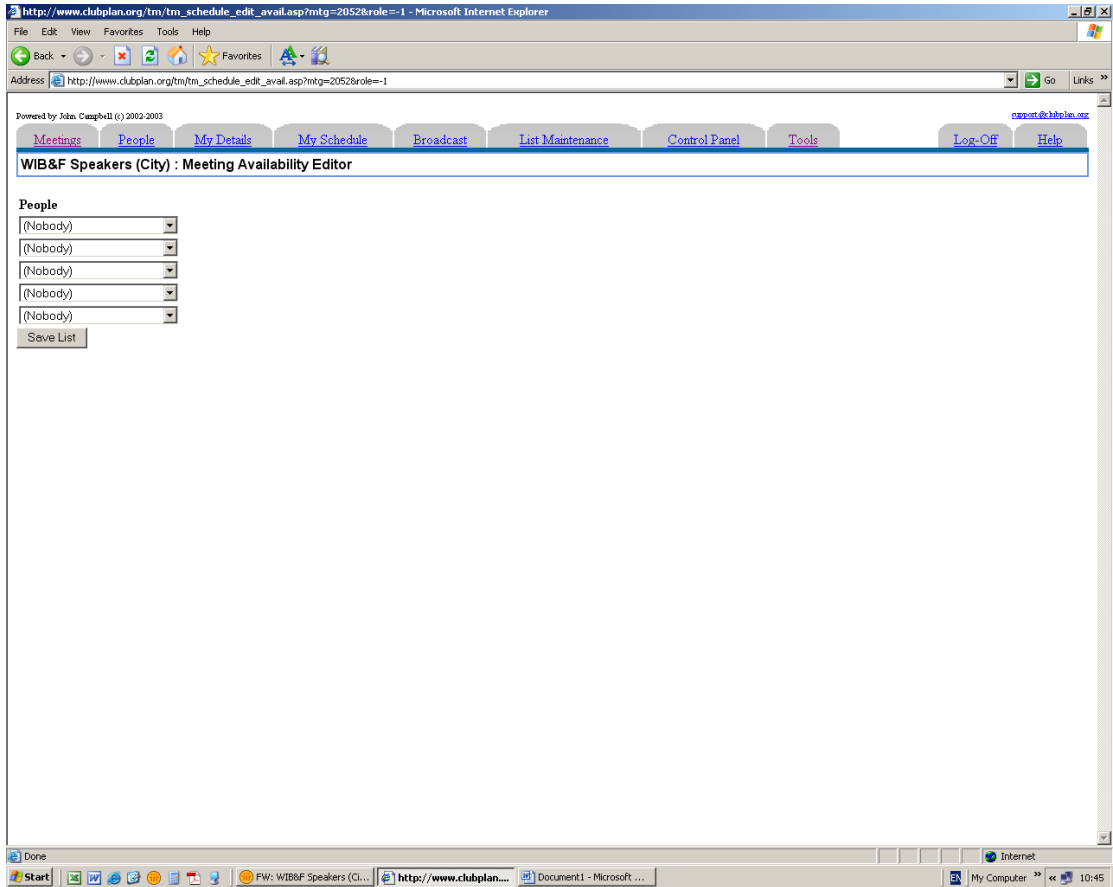 http://www.clubplan.org/tm/tm_schedule_edit_avail.asp?mtg=2052&role=-1 - Microsoft Internet Explorer
File Edit View Favorites Tools Help
Back Favorites
Address http://www.clubplan.org/tm/tm_schedule_edit_avail.asp?mtg=2052&role=-1 Go Links »
Powered by John Campbell (c) 2002-2003 support@clubplan.org
Meetings People My Details My Schedule Broadcast List Maintenance Control Panel Tools Log-Off Help
WIB&F Speakers (City) : Meeting Availability Editor
People
(Nobody)
(Nobody)
(Nobody)
(Nobody)
(Nobody)
Save List
Done Internet
Start FW: WIB&F Speakers (Ci... http://www.clubplan.... Document1 - Microsoft ... EN My Computer » « 10:45